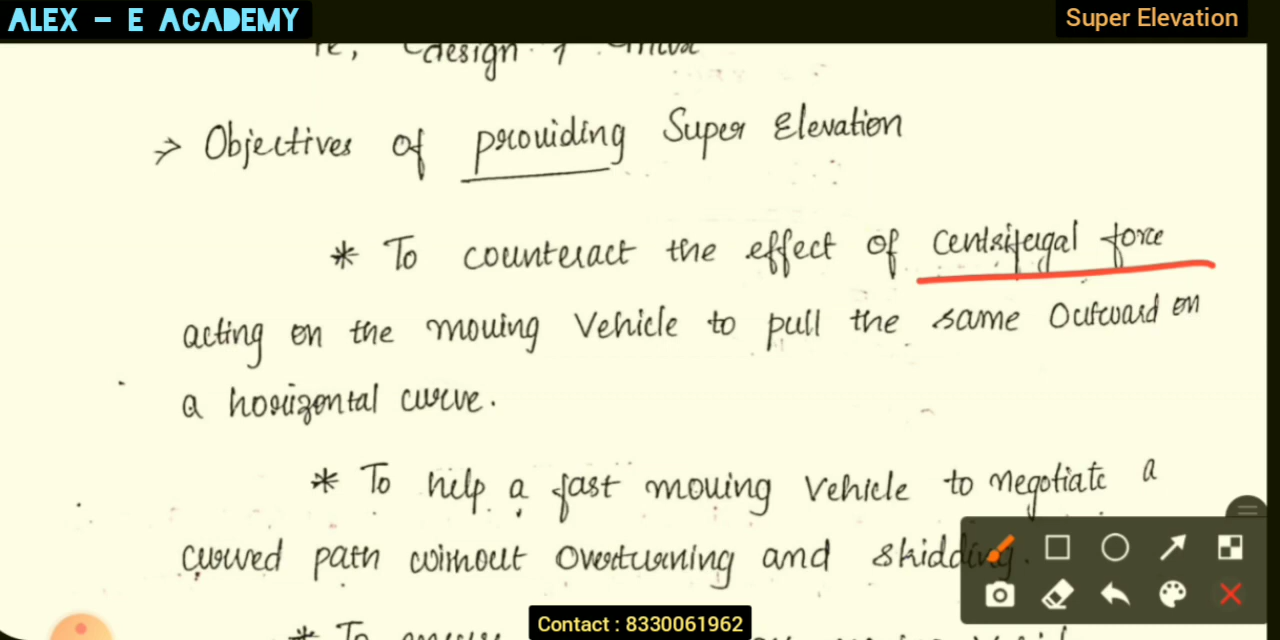 ALEX - E ACADEMY
Super Elevation
design
Objectives of providing Super Elevation
* To counteract the effect of Centrifugal force
acting on the moving Vehicle to pull the same Outward on
a horizontal curve.
* To help a fast moving Vehicle to negotiate a
curved path without Overturning and skidding.
* To
Contact : 8330061962